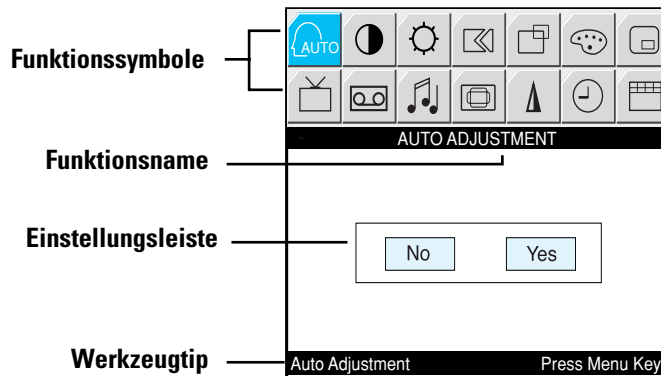 Funktionssymbole
AUTO
AUTO ADJUSTMENT
Funktionsname
Einstellungsleiste
No Yes
Werkzeugtip
Auto Adjustment Press Menu Key